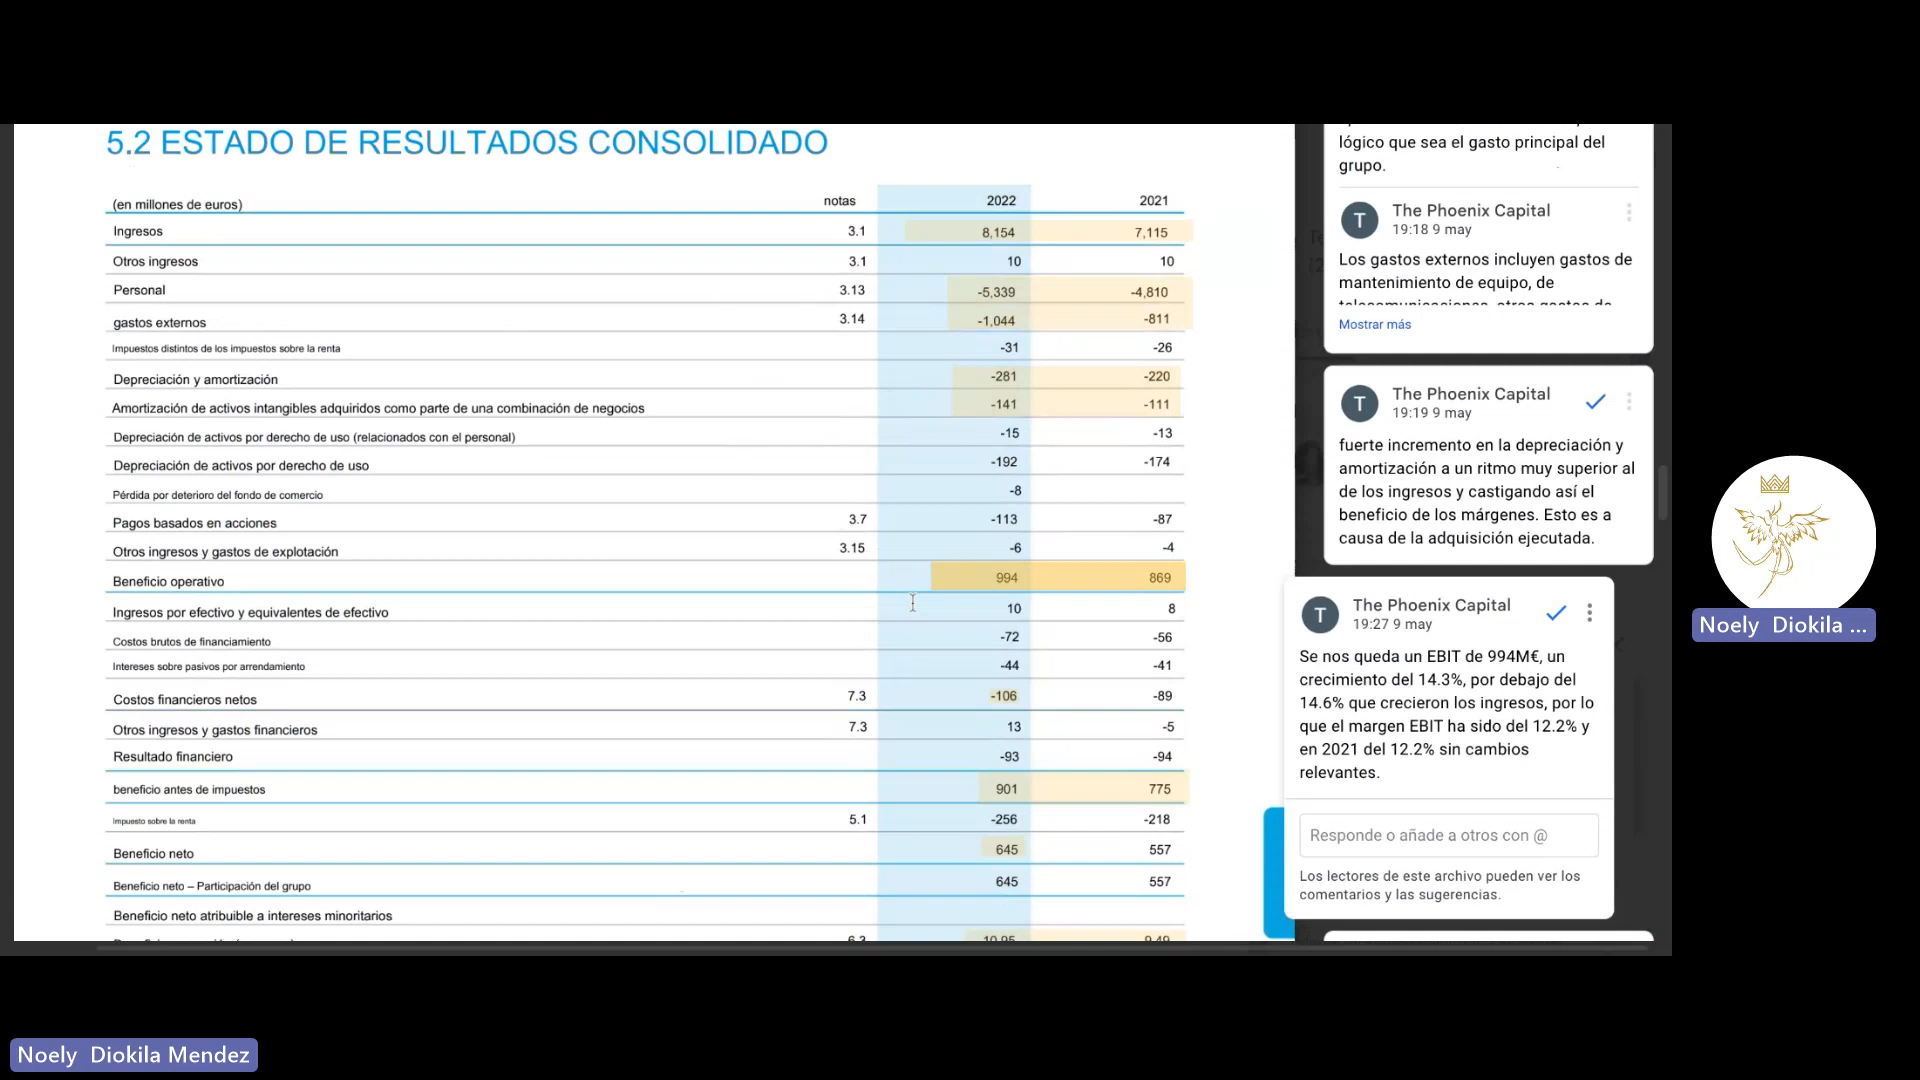 5.2 ESTADO DE RESULTADOS CONSOLIDADO
(en millones de euros) notas 2022 2021
Ingresos 3.1 8,154 7,115
Otros ingresos 3.1 10 10
Personal 3.13 -5,339 -4,810
gastos externos 3.14 -1,044 -811
Impuestos distintos de los impuestos sobre la renta -31 -26
Depreciación y amortización -281 -220
Amortización de activos intangibles adquiridos como parte de una combinación de negocios -141 -111
Depreciación de activos por derecho de uso (relacionados con el personal) -15 -13
Depreciación de activos por derecho de uso -192 -174
Pérdida por deterioro del fondo de comercio -8
Pagos basados en acciones 3.7 -113 -87
Otros ingresos y gastos de explotación 3.15 -6 -4
Beneficio operativo 994 869
Ingresos por efectivo y equivalentes de efectivo 10 8
Costos brutos de financiamiento -72 -56
Intereses sobre pasivos por arrendamiento -44 -41
Costos financieros netos 7.3 -106 -89
Otros ingresos y gastos financieros 7.3 13 -5
Resultado financiero -93 -94
beneficio antes de impuestos 901 775
Impuesto sobre la renta 5.1 -256 -218
Beneficio neto 645 557
Beneficio neto – Participación del grupo 645 557
Beneficio neto atribuible a intereses minoritarios
6.3 10.95 9.49
lógico que sea el gasto principal del
grupo.
T
The Phoenix Capital
19:18 9 may
Los gastos externos incluyen gastos de
mantenimiento de equipo, de
telecomunicaciones, otros gastos de
Mostrar más
T
The Phoenix Capital
19:19 9 may
fuerte incremento en la depreciación y
amortización a un ritmo muy superior al
de los ingresos y castigando así el
beneficio de los márgenes. Esto es a
causa de la adquisición ejecutada.
T
The Phoenix Capital
19:27 9 may
Se nos queda un EBIT de 994M€, un
crecimiento del 14.3%, por debajo del
14.6% que crecieron los ingresos, por lo
que el margen EBIT ha sido del 12.2% y
en 2021 del 12.2% sin cambios
relevantes.
Responde o añade a otros con @
Los lectores de este archivo pueden ver los
comentarios y las sugerencias.
Noely Diokila ...
Noely Diokila Mendez